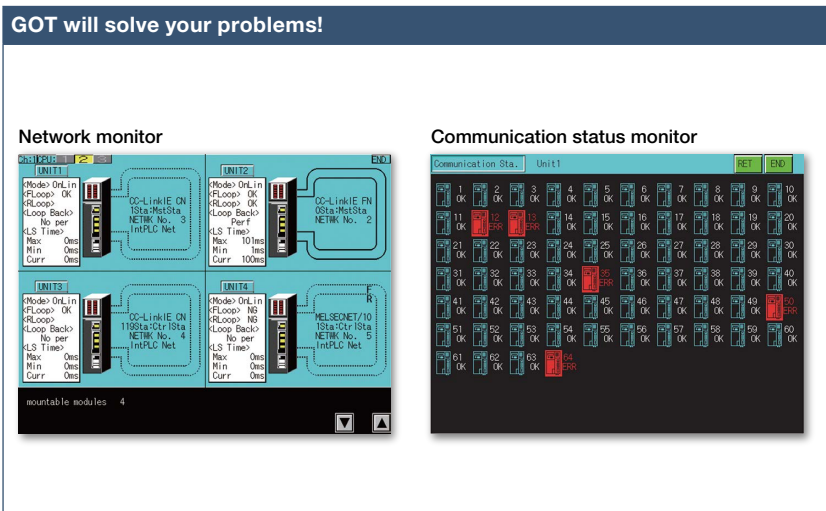 GOT will solve your problems!
Network monitor
Ch:1 CPU: 1 2 3 END
UNIT1
<Mode> OnLin
<FLoop> OK
<RLoop>
<Loop Back>
No per
<LS Time>
Max 0ms
Min 0ms
Curr 0ms
CC-LinkIE CN
1Sta:MstSta
NETWK No. 3
IntPLC Net
UNIT2
<Mode> OnLin
<FLoop> OK
<RLoop> OK
<Loop Back>
Perf
<LS Time>
Max 101ms
Min 1ms
Curr 100ms
CC-LinkIE FN
0Sta:MstSta
NETWK No. 2
UNIT3
<Mode> OnLin
<FLoop> OK
<RLoop>
<Loop Back>
No per
<LS Time>
Max 0ms
Min 0ms
Curr 0ms
CC-LinkIE CN
119Sta:CtrlSta
NETWK No. 4
IntPLC Net
UNIT4
<Mode> OnLin
<FLoop> NG
<RLoop> NG
<Loop Back>
No per
<LS Time>
Max 0ms
Min 0ms
Curr 0ms
F
R
MELSECNET/10
1Sta:CtrlSta
NETWK No. 5
IntPLC Net
mountable modules 4
Communication status monitor
Communication Sta. Unit1 RET END
1 2 3 4 5 6 7 8 9 10
OK OK OK OK OK OK OK OK OK OK
11 12 13 14 15 16 17 18 19 20
OK ERR ERR OK OK OK OK OK OK OK
21 22 23 24 25 26 27 28 29 30
OK OK OK OK OK OK OK OK OK OK
31 32 33 34 35 36 37 38 39 40
OK OK OK OK ERR OK OK OK OK OK
41 42 43 44 45 46 47 48 49 50
OK OK OK OK OK OK OK OK OK ERR
51 52 53 54 55 56 57 58 59 60
OK OK OK OK OK OK OK OK OK OK
61 62 63 64
OK OK OK ERR